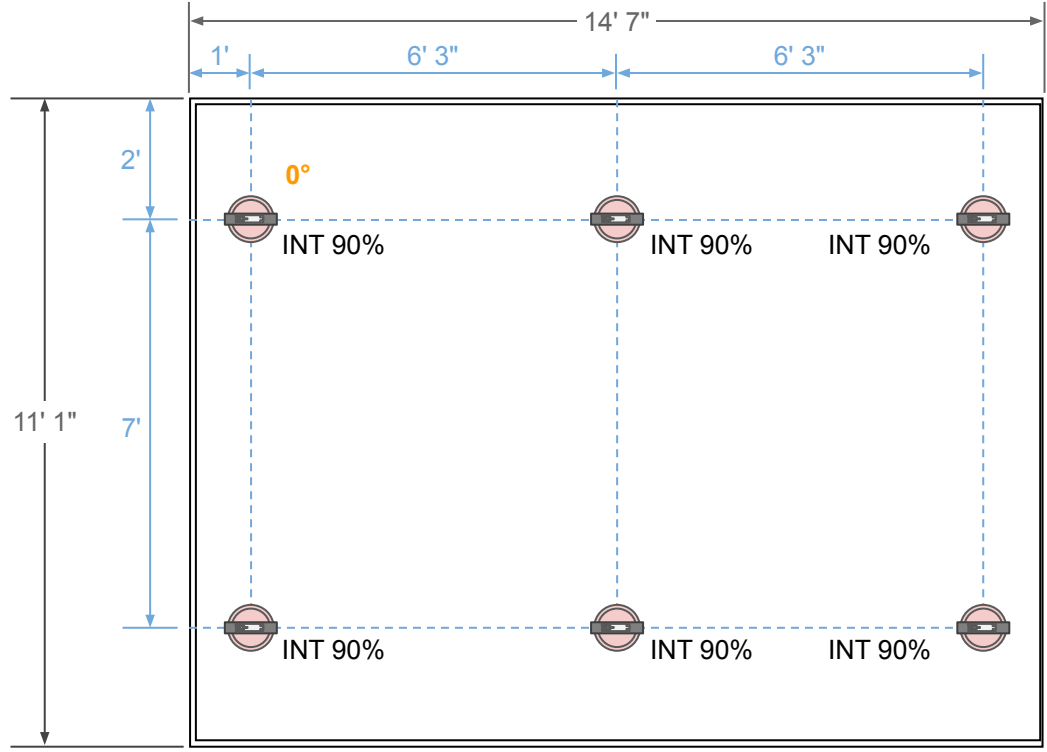 14' 7"
1' 6' 3" 6' 3"
2'
0°
INT 90% INT 90% INT 90%
11' 1" 7'
INT 90% INT 90% INT 90%